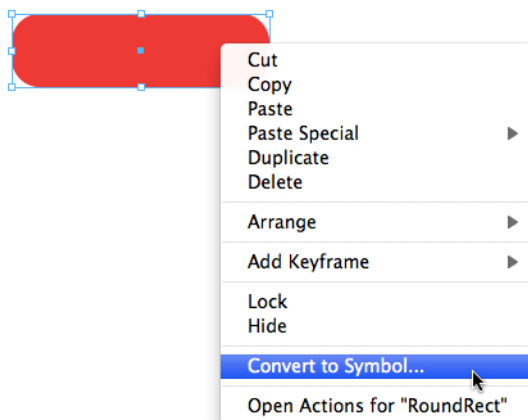 Cut
Copy
Paste
Paste Special
Duplicate
Delete
Arrange
Add Keyframe
Lock
Hide
Convert to Symbol...
Open Actions for "RoundRect"